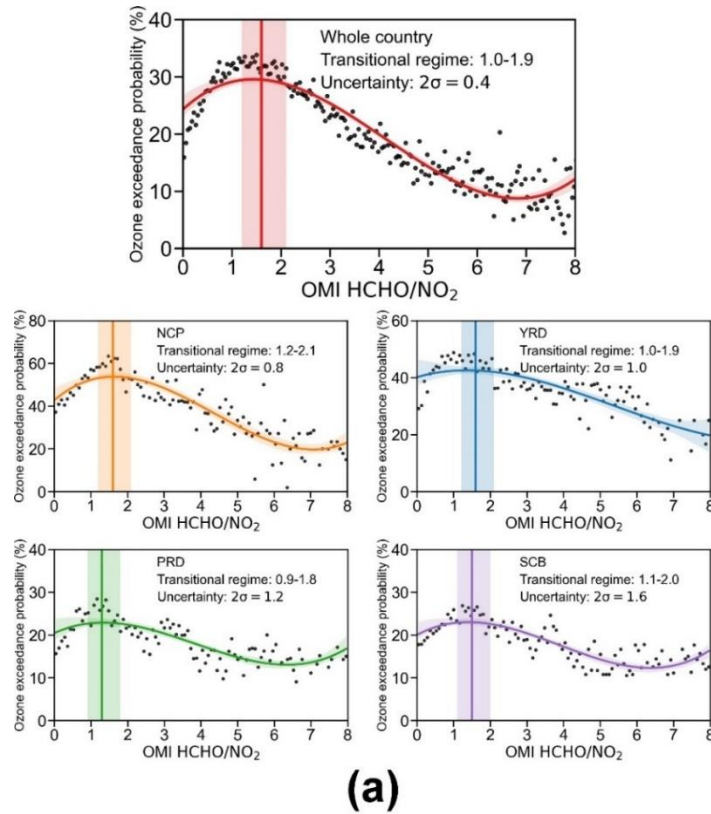 Ozone exceedance probability (%)
40
30
20
10
0
Whole country
Transitional regime: 1.0-1.9
Uncertainty: 2σ = 0.4
0 1 2 3 4 5 6 7 8
OMI HCHO/NO₂
Ozone exceedance probability (%)
80
60
40
20
0
NCP
Transitional regime: 1.2-2.1
Uncertainty: 2σ = 0.8
0 1 2 3 4 5 6 7 8
OMI HCHO/NO₂
Ozone exceedance probability (%)
60
40
20
0
YRD
Transitional regime: 1.0-1.9
Uncertainty: 2σ = 1.0
0 1 2 3 4 5 6 7 8
OMI HCHO/NO₂
Ozone exceedance probability (%)
40
30
20
10
0
PRD
Transitional regime: 0.9-1.8
Uncertainty: 2σ = 1.2
0 1 2 3 4 5 6 7 8
OMI HCHO/NO₂
Ozone exceedance probability (%)
40
30
20
10
0
SCB
Transitional regime: 1.1-2.0
Uncertainty: 2σ = 1.6
0 1 2 3 4 5 6 7 8
OMI HCHO/NO₂
(a)